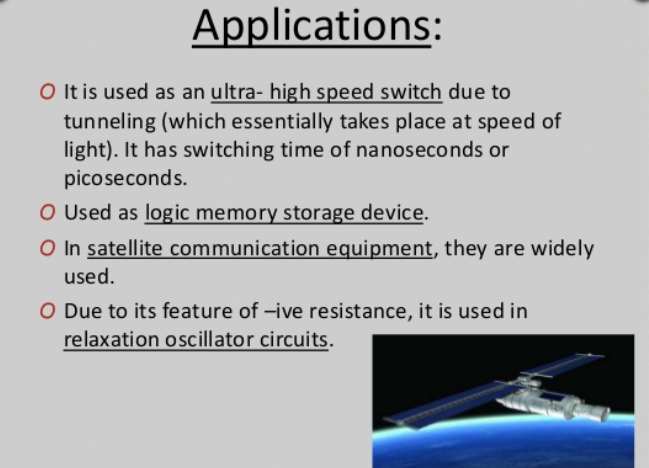 Applications:
O It is used as an ultra- high speed switch due to
tunneling (which essentially takes place at speed of
light). It has switching time of nanoseconds or
picoseconds.
O Used as logic memory storage device.
O In satellite communication equipment, they are widely
used.
O Due to its feature of –ive resistance, it is used in
relaxation oscillator circuits.